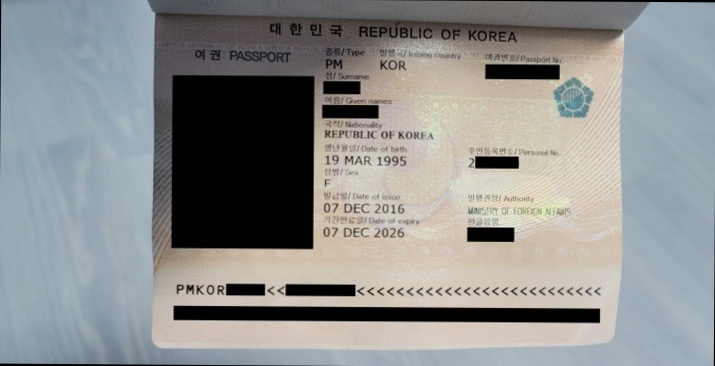 대한민국 REPUBLIC OF KOREA
여권 PASSPORT
종류/ Type 발행국/ Issuing country 여권번호/ Passport No.
PM KOR
성/ Surname
이름/ Given names
국적/ Nationality
REPUBLIC OF KOREA
생년월일/ Date of birth 주민등록번호/ Personal No.
19 MAR 1995 2
성별/ Sex
F
발급일/ Date of issue 발행관청/ Authority
07 DEC 2016 MINISTRY OF FOREIGN AFFAIRS
기간만료일/ Date of expiry 한글성명
07 DEC 2026
PMKOR <<  <<<<<<<<<<<<<<<<<<<<<<<<<<<<